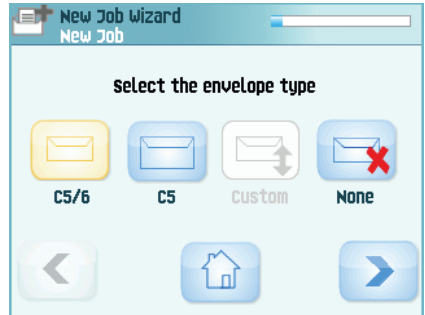 New Job Wizard
New Job
Select the envelope type
C5/6 C5 Custom None